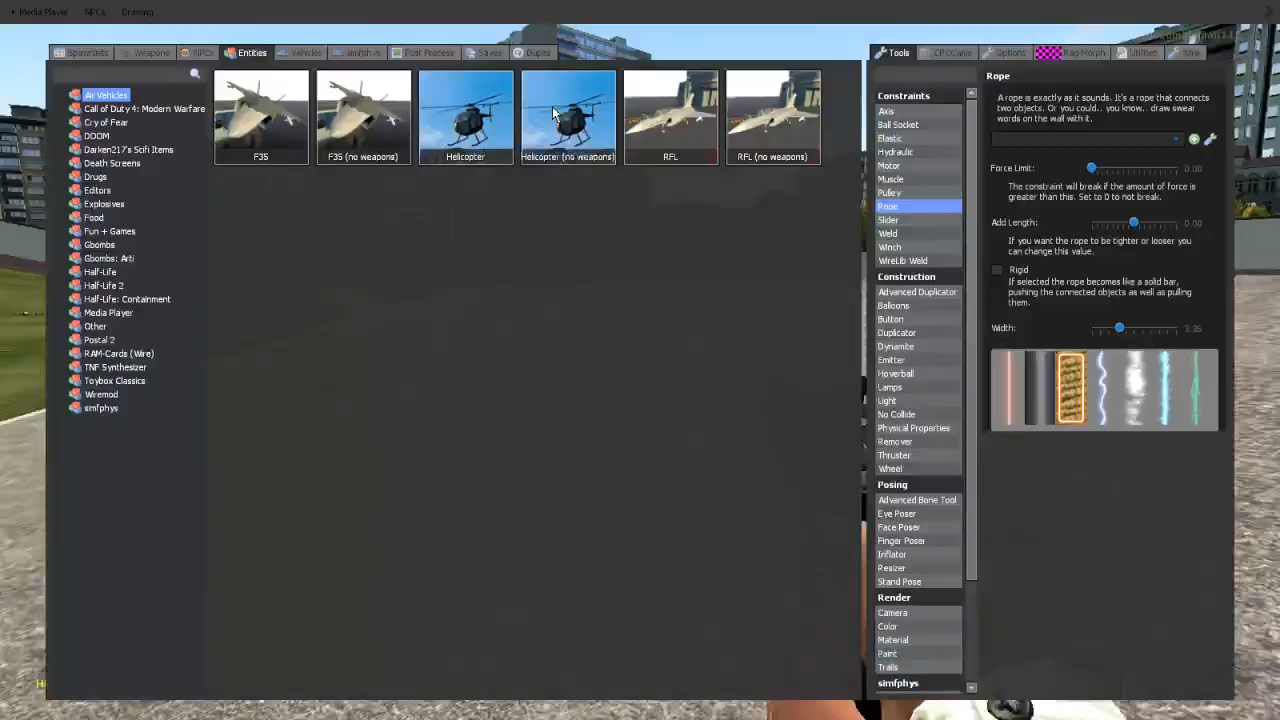 Media Player NPCs Drawing
Spawnlists Weapons NPCs Entities Vehicles simfphys Post Process Saves Dupes
Tools CPCCams Options Rag Morph Utilities Wire
Air Vehicles
Call of Duty 4: Modern Warfare
Cry of Fear
DOOM
Darken217's Scifi Items
Death Screens
Drugs
Editors
Explosives
Food
Fun + Games
Gbombs
Gbombs: Arti
Half-Life
Half-Life 2
Half-Life: Containment
Media Player
Other
Postal 2
RAM-Cards (Wire)
TNF Synthesizer
Toybox Classics
Wiremod
simfphys
F35
F35 (no weapons)
Helicopter
Helicopter (no weapons)
RFL
RFL (no weapons)
Constraints
Axis
Ball Socket
Elastic
Hydraulic
Motor
Muscle
Pulley
Rope
Slider
Weld
Winch
WireLib Weld
Construction
Advanced Duplicator
Balloons
Button
Duplicator
Dynamite
Emitter
Hoverball
Lamps
Light
No Collide
Physical Properties
Remover
Thruster
Wheel
Posing
Advanced Bone Tool
Eye Poser
Face Poser
Finger Poser
Inflator
Resizer
Stand Pose
Render
Camera
Color
Material
Paint
Trails
simfphys
Rope
A rope is exactly as it sounds. It's a rope that connects
two objects. Or you could.. you know.. draw swear
words on the wall with it.
Force Limit: 0.00
The constraint will break if the amount of force is
greater than this. Set to 0 to not break.
Add Length: 0.00
If you want the rope to be tighter or looser you
can change this value.
Rigid
If selected the rope becomes like a solid bar,
pushing the connected objects as well as pulling
them.
Width: 3.35